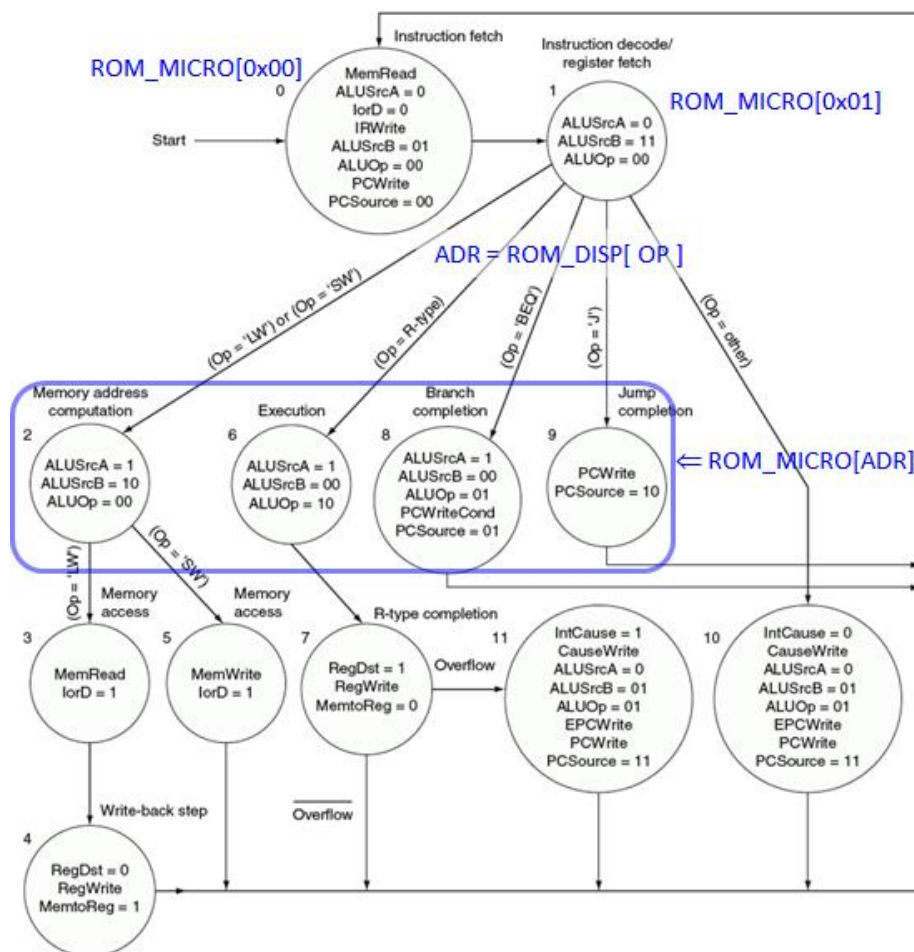 Instruction fetch
ROM_MICRO[0x00]
0
MemRead
ALUSrcA = 0
IorD = 0
IRWrite
ALUSrcB = 01
ALUOp = 00
PCWrite
PCSource = 00
Start
Instruction decode/
register fetch
1
ROM_MICRO[0x01]
ALUSrcA = 0
ALUSrcB = 11
ALUOp = 00
ADR = ROM_DISP[ OP ]
(Op = 'LW') or (Op = 'SW')
(Op = R-type)
(Op = 'BEQ')
(Op = 'J')
(Op = other)
Memory address
computation
2
ALUSrcA = 1
ALUSrcB = 10
ALUOp = 00
Execution
6
ALUSrcA = 1
ALUSrcB = 00
ALUOp = 10
Branch
completion
8
ALUSrcA = 1
ALUSrcB = 00
ALUOp = 01
PCWriteCond
PCSource = 01
Jump
completion
9
PCWrite
PCSource = 10
⇐ ROM_MICRO[ADR]
(Op = 'LW')
(Op = 'SW')
Memory
access
3
MemRead
IorD = 1
Memory
access
5
MemWrite
IorD = 1
R-type completion
7
RegDst = 1
RegWrite
MemtoReg = 0
Overflow
Overflow
11
IntCause = 1
CauseWrite
ALUSrcA = 0
ALUSrcB = 01
ALUOp = 01
EPCWrite
PCWrite
PCSource = 11
10
IntCause = 0
CauseWrite
ALUSrcA = 0
ALUSrcB = 01
ALUOp = 01
EPCWrite
PCWrite
PCSource = 11
Write-back step
4
RegDst = 0
RegWrite
MemtoReg = 1